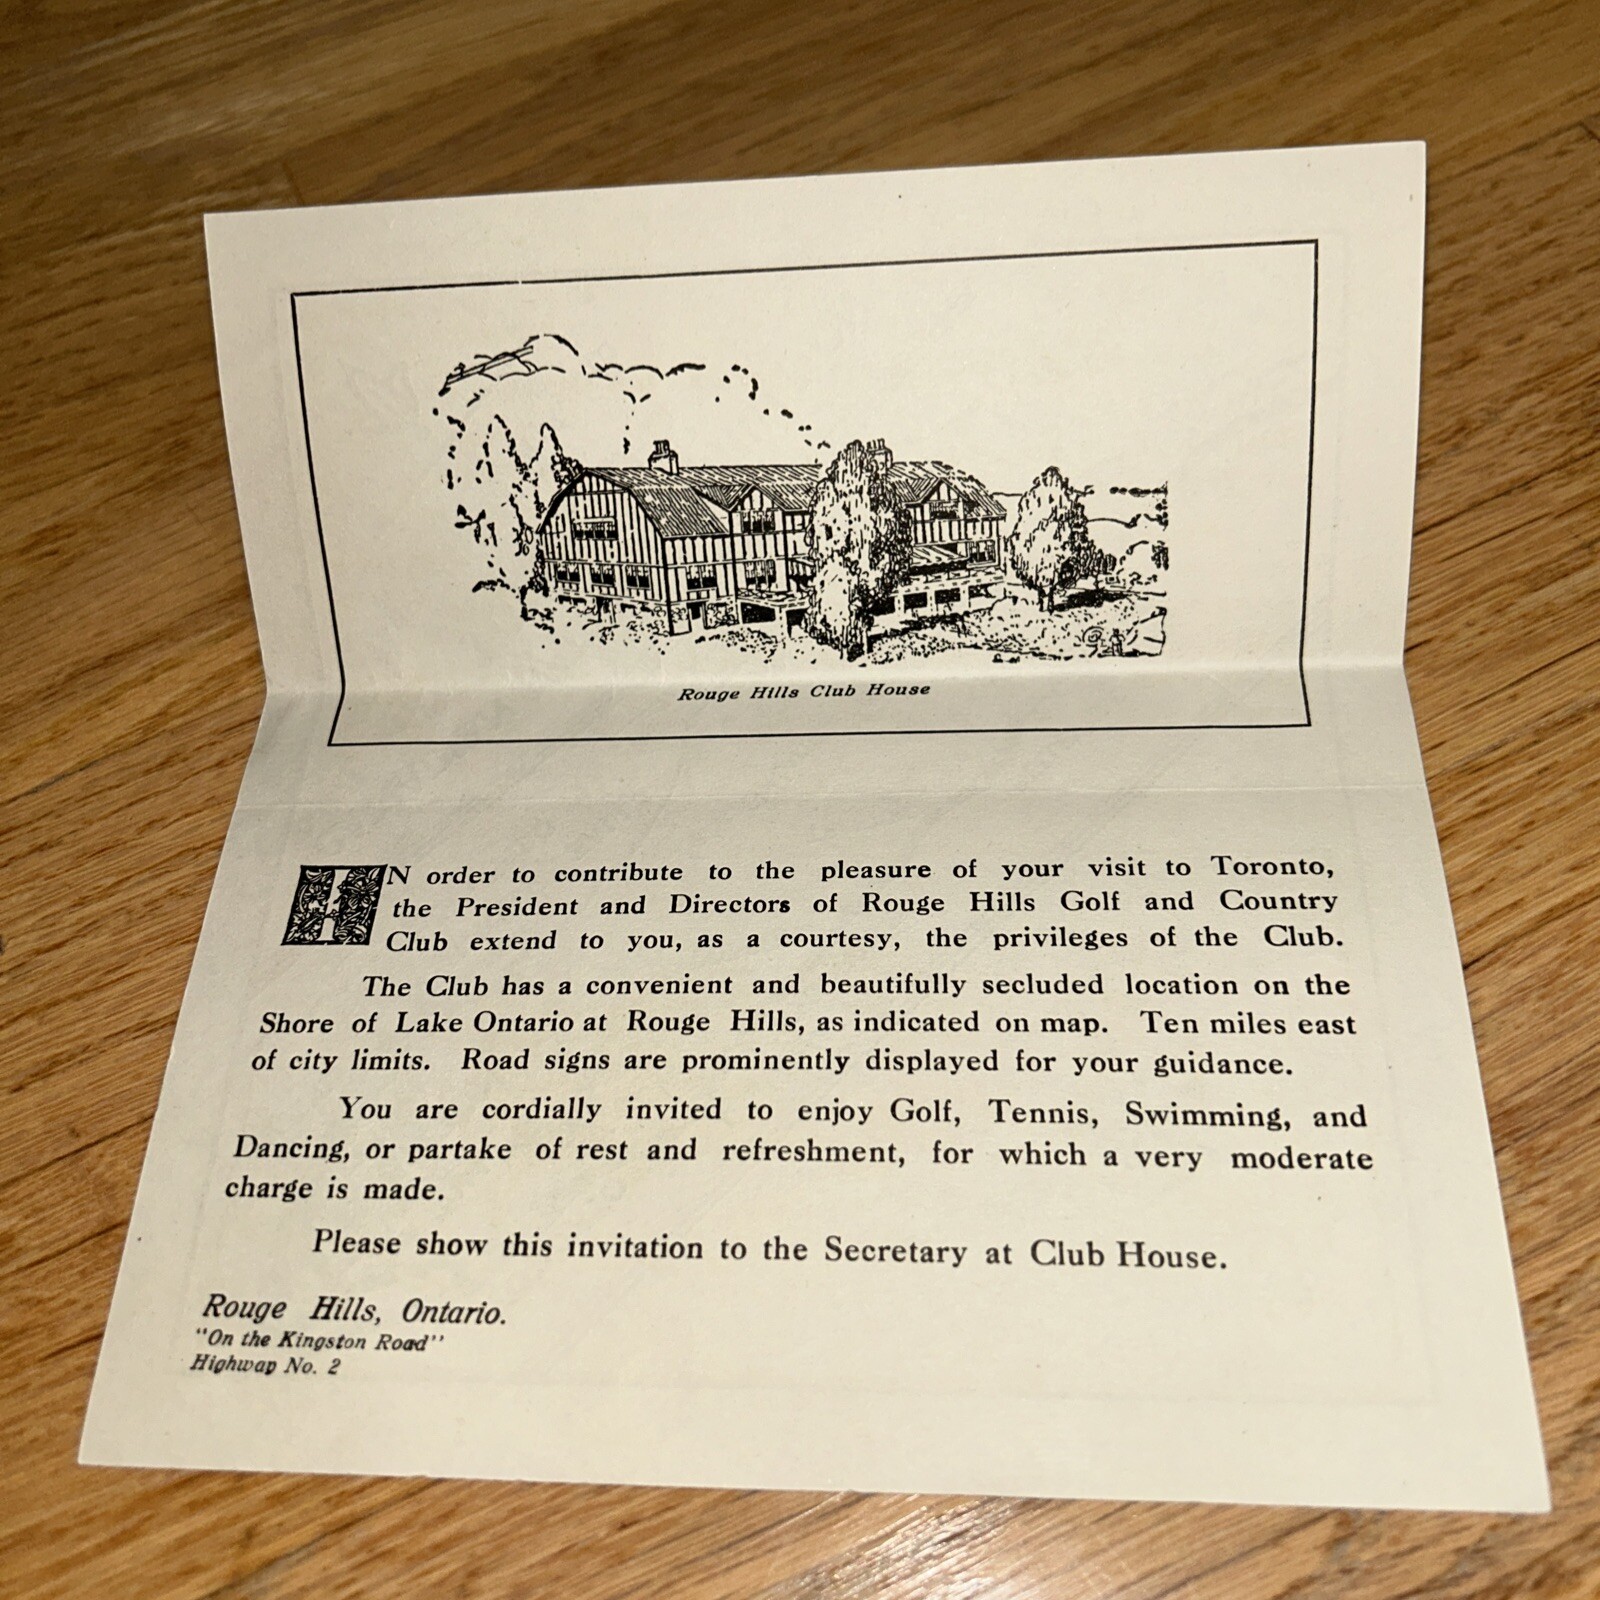 Rouge Hills Club House
IN order to contribute to the pleasure of your visit to Toronto,
the President and Directors of Rouge Hills Golf and Country
Club extend to you, as a courtesy, the privileges of the Club.
The Club has a convenient and beautifully secluded location on the
Shore of Lake Ontario at Rouge Hills, as indicated on map. Ten miles east
of city limits. Road signs are prominently displayed for your guidance.
You are cordially invited to enjoy Golf, Tennis, Swimming, and
Dancing, or partake of rest and refreshment, for which a very moderate
charge is made.
Please show this invitation to the Secretary at Club House.
Rouge Hills, Ontario.
"On the Kingston Road"
Highway No. 2